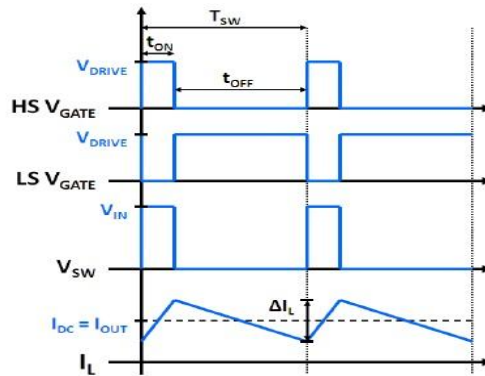 T_SW
t_ON
V_DRIVE
t_OFF
HS V_GATE
V_DRIVE
LS V_GATE
V_IN
V_SW
ΔI_L
I_DC = I_OUT
I_L